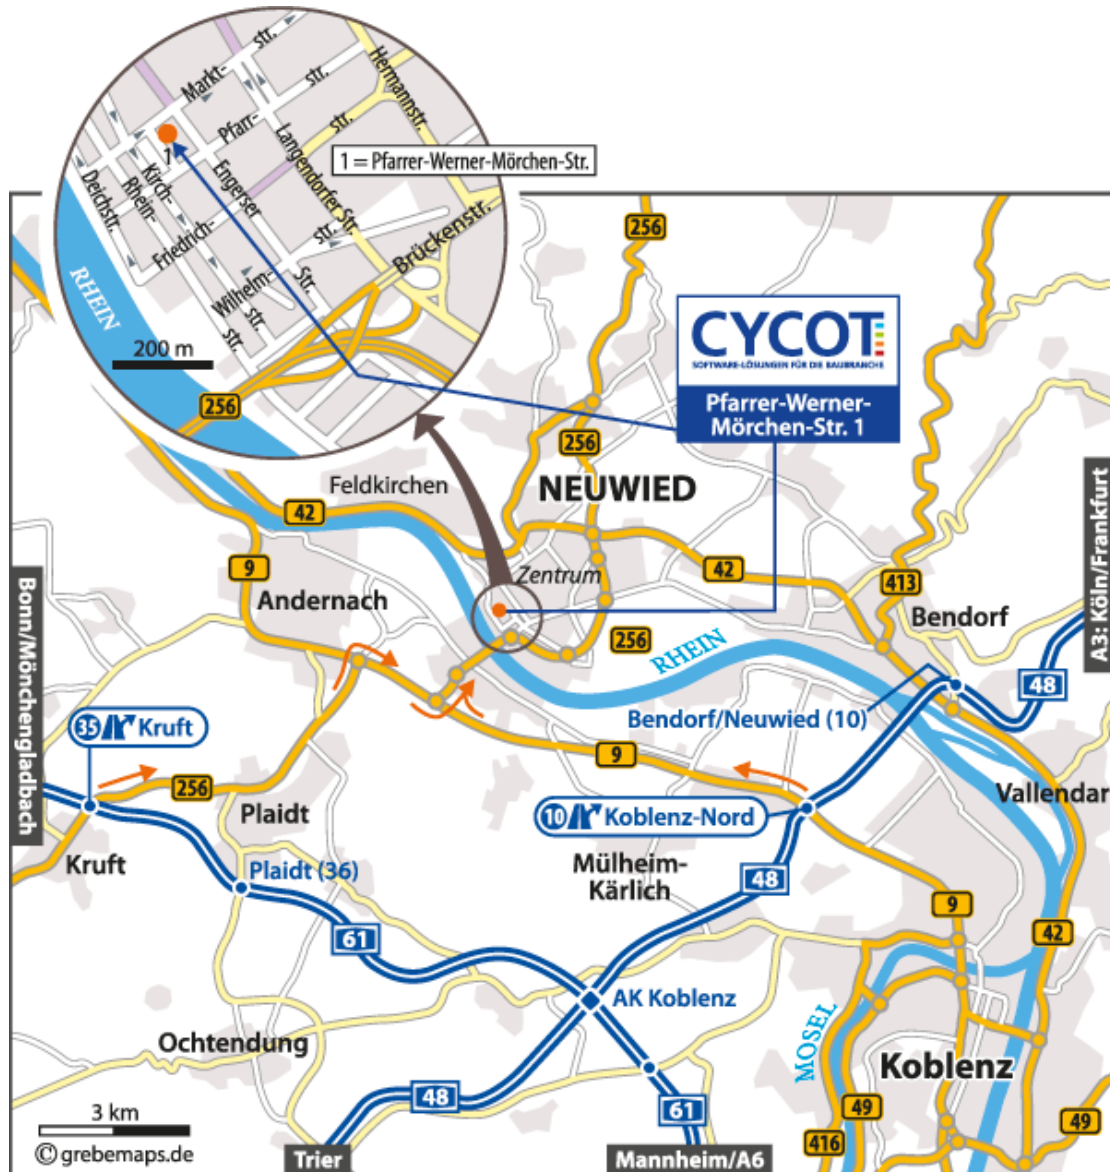 Markt-
str.
Pfarr-
str.
Hermannstr.
Langendorfer Str.
str.
1
Kirch-
Rhein-
Deichstr.
Engerser
Friedrich-
Wilhelm-
str.
Str.
str.
str.
Brückenstr.
RHEIN
200 m
256
1 = Pfarrer-Werner-Mörchen-Str.
256
CYCOT
SOFTWARE-LÖSUNGEN FÜR DIE BAUBRANCHE
Pfarrer-Werner-
Mörchen-Str. 1
256
Feldkirchen
NEUWIED
42
9
Zentrum
42
413
A3: Köln/Frankfurt
Bonn/Mönchengladbach
Andernach
Bendorf
256
RHEIN
48
35 Kruft
Bendorf/Neuwied (10)
9
256
Plaidt
10 Koblenz-Nord
Vallendar
Kruft
Plaidt (36)
Mülheim-
Kärlich
48
9
61
42
AK Koblenz
MOSEL
Ochtendung
Koblenz
48
61
49
49
416
3 km
© grebemaps.de
Trier
Mannheim/A6